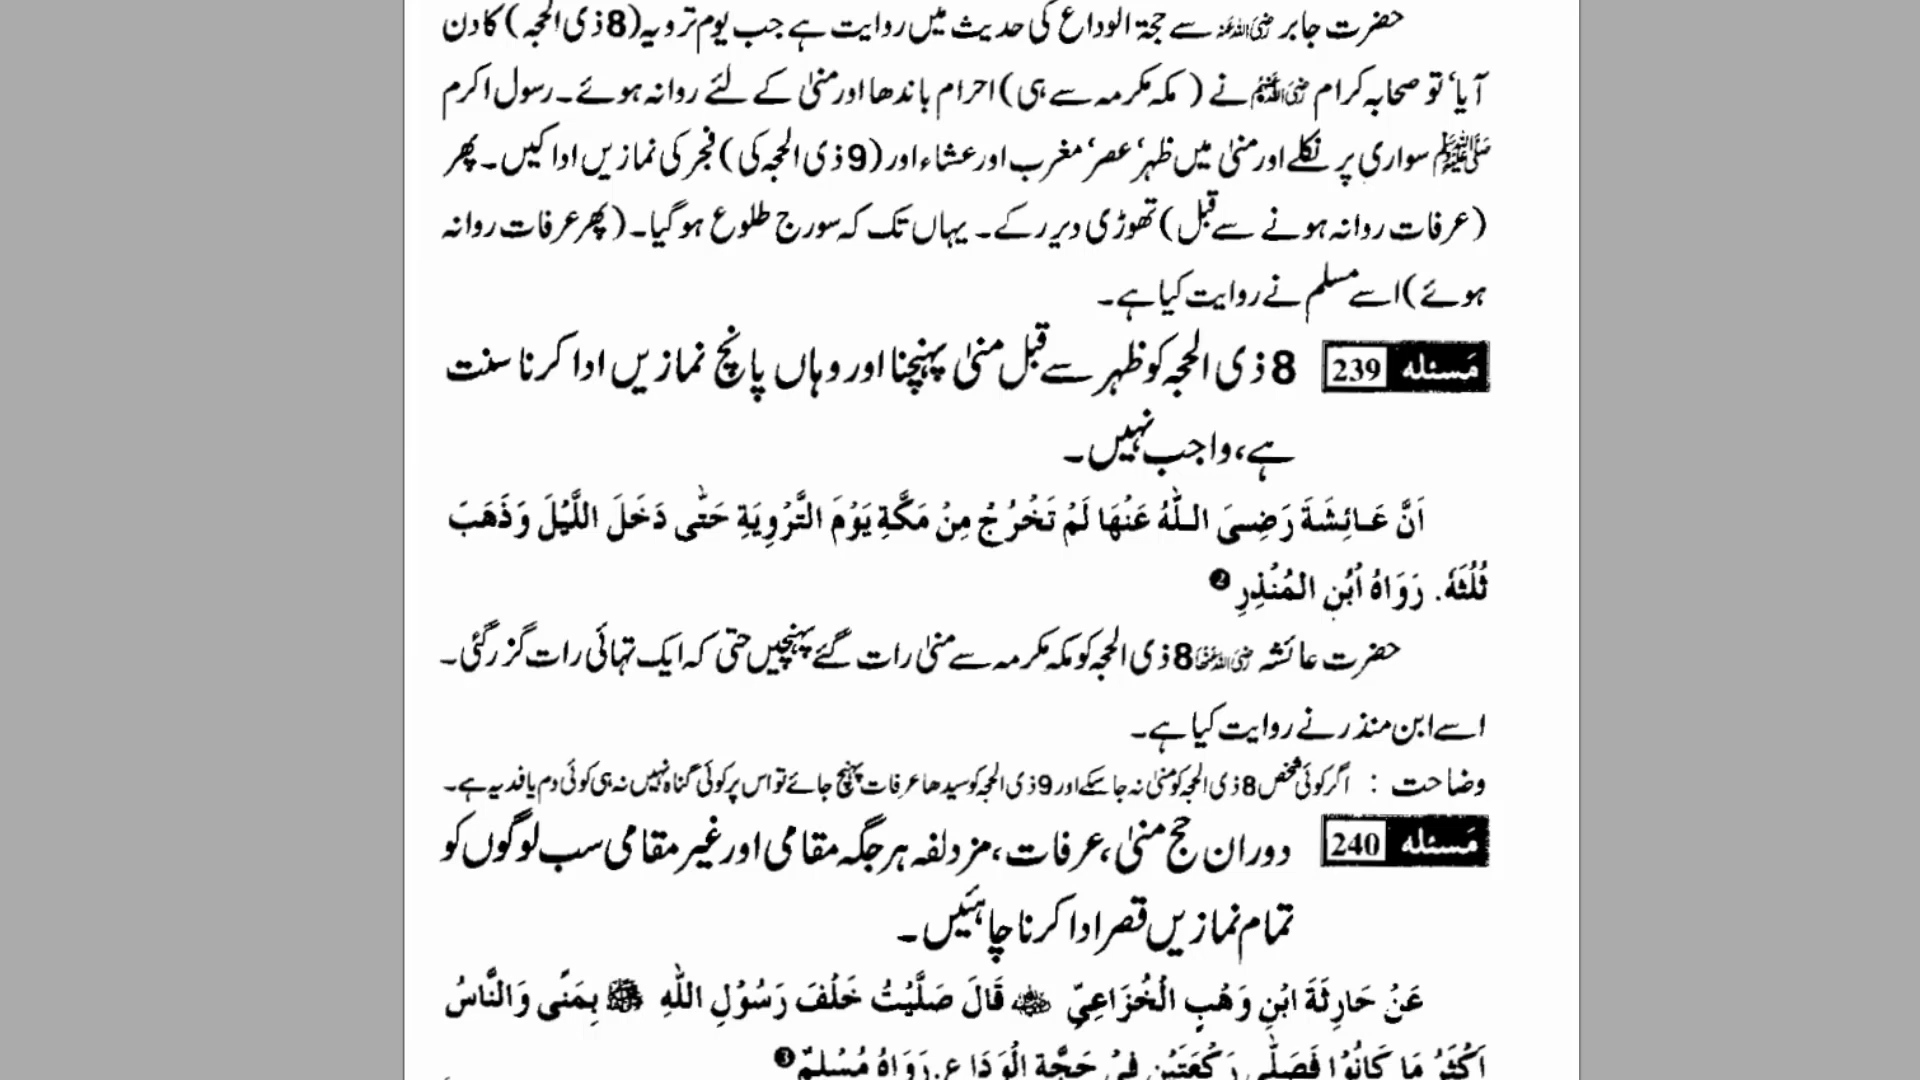 حضرت جابر رضی اللہ عنہ سے حجۃ الوداع کی حدیث میں روایت ہے جب یوم ترویہ (8 ذی الحجہ) کا دن
آیا، تو صحابہ کرام رضی اللہ عنہم نے (مکہ مکرمہ سے ہی) احرام باندھا اور منیٰ کے لئے روانہ ہوئے۔ رسول اکرم
صلی اللہ علیہ وسلم سواری پر نکلے اور منیٰ میں ظہر، عصر، مغرب اور عشاء اور (9 ذی الحجہ کی) فجر کی نمازیں ادا کیں۔ پھر
(عرفات روانہ ہونے سے قبل) تھوڑی دیر رکے۔ یہاں تک کہ سورج طلوع ہو گیا۔ (پھر عرفات روانہ
ہوئے) اسے مسلم نے روایت کیا ہے۔
مَسئله 239 8 ذی الحجہ کو ظہر سے قبل منیٰ پہنچنا اور وہاں پانچ نمازیں ادا کرنا سنت
ہے، واجب نہیں۔
اَنَّ عَائِشَةَ رَضِيَ اللّٰهُ عَنْهَا لَمْ تَخْرُجْ مِنْ مَكَّةِ يَوْمَ التَّرْوِيَةِ حَتّٰى دَخَلَ اللَّيْلَ وَذَهَبَ
ثُلُثَهٗ. رَوَاهُ ابْنِ الْمُنْذِرِ ❷
حضرت عائشہ رضی اللہ عنہا 8 ذی الحجہ کو مکہ مکرمہ سے منیٰ رات گئے پہنچیں حتی کہ ایک تہائی رات گزر گئی۔
اسے ابن منذر نے روایت کیا ہے۔
وضاحت : اگر کوئی شخص 8 ذی الحجہ کو منیٰ نہ جا سکے اور 9 ذی الحجہ کو سیدھا عرفات پہنچ جائے تو اس پر کوئی گناہ نہیں نہ ہی کوئی دم یا فدیہ ہے۔
مَسئله 240 دوران حج منیٰ، عرفات، مزدلفہ ہر جگہ مقامی اور غیر مقامی سب لوگوں کو
تمام نمازیں قصر ادا کرنا چاہئیں۔
عَنْ حَارِثَةَ ابْنِ وَهْبٍ الْخُزَاعِيِّ رضی اللہ عنہ قَالَ صَلَّيْتُ خَلْفَ رَسُوْلِ اللّٰهِ ﷺ بِمَنًى وَالنَّاسُ
اَكْثَرُ مَا كَانُوْا فَصَلّٰى رَكْعَتَيْنِ فِيْ حَجَّةِ الْوَدَاعِ. رَوَاهُ مُسْلِمٌ ❸